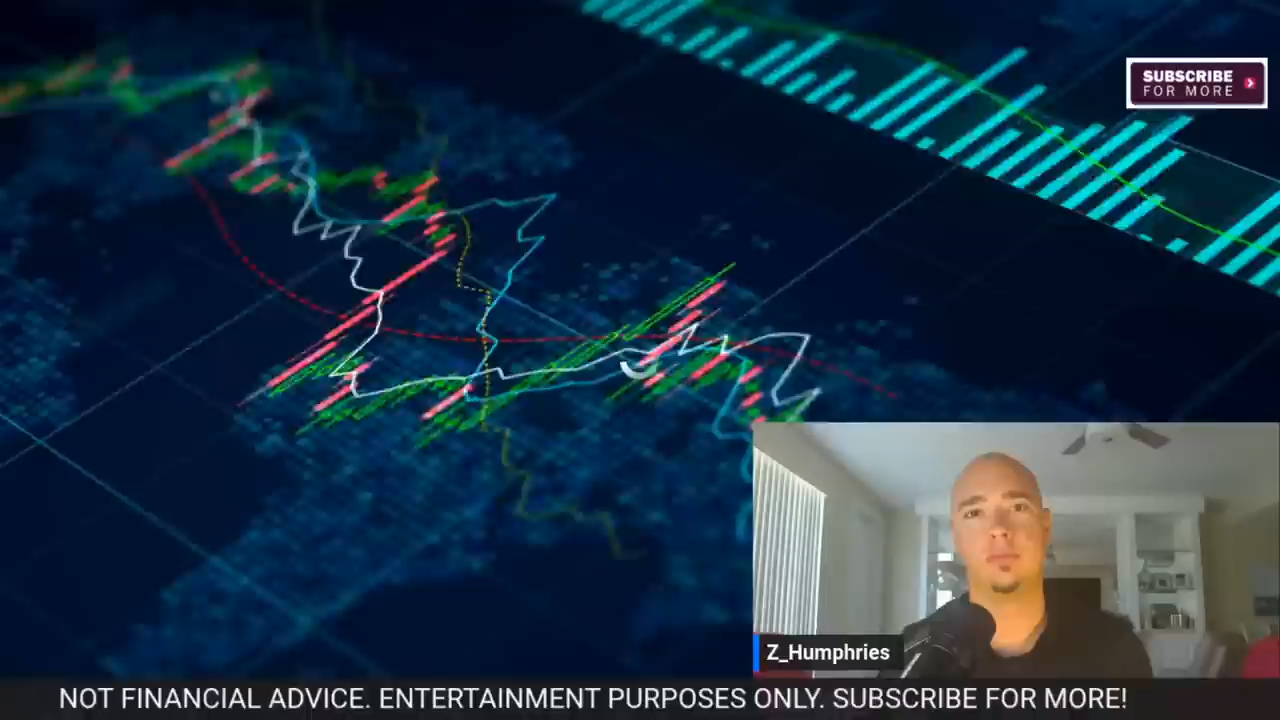 SUBSCRIBE
FOR MORE
Z_Humphries
NOT FINANCIAL ADVICE. ENTERTAINMENT PURPOSES ONLY. SUBSCRIBE FOR MORE!